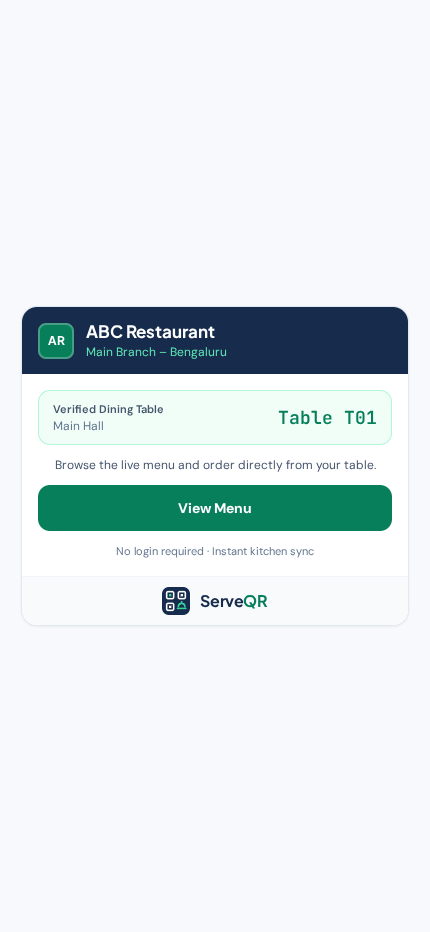 AR
ABC Restaurant
Main Branch – Bengaluru
Verified Dining Table
Main Hall
Table T01
Browse the live menu and order directly from your table.
View Menu
No login required · Instant kitchen sync
ServeQR